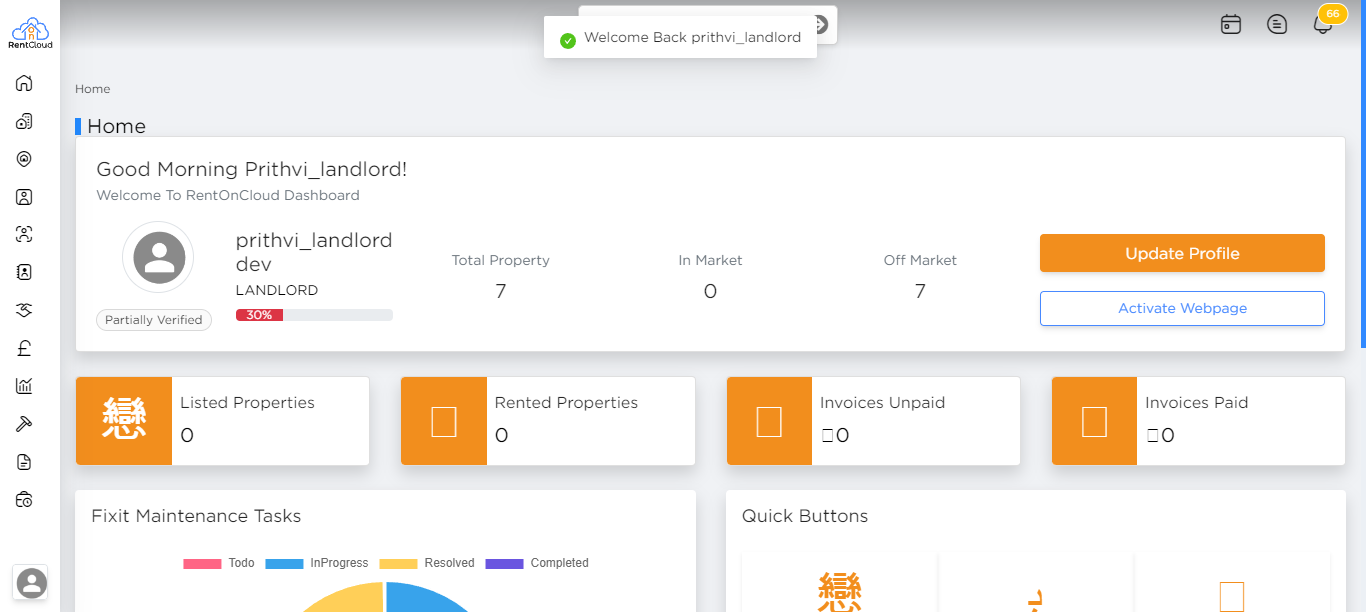 RentCloud
Welcome Back prithvi_landlord
66
Home
Home
Good Morning Prithvi_landlord!
Welcome To RentOnCloud Dashboard
prithvi_landlord
dev
LANDLORD
30%
Partially Verified
Total Property
7
In Market
0
Off Market
7
Update Profile
Activate Webpage
戀
Listed Properties
0
Rented Properties
0
Invoices Unpaid
0
Invoices Paid
0
Fixit Maintenance Tasks
Todo InProgress Resolved Completed
Quick Buttons
戀